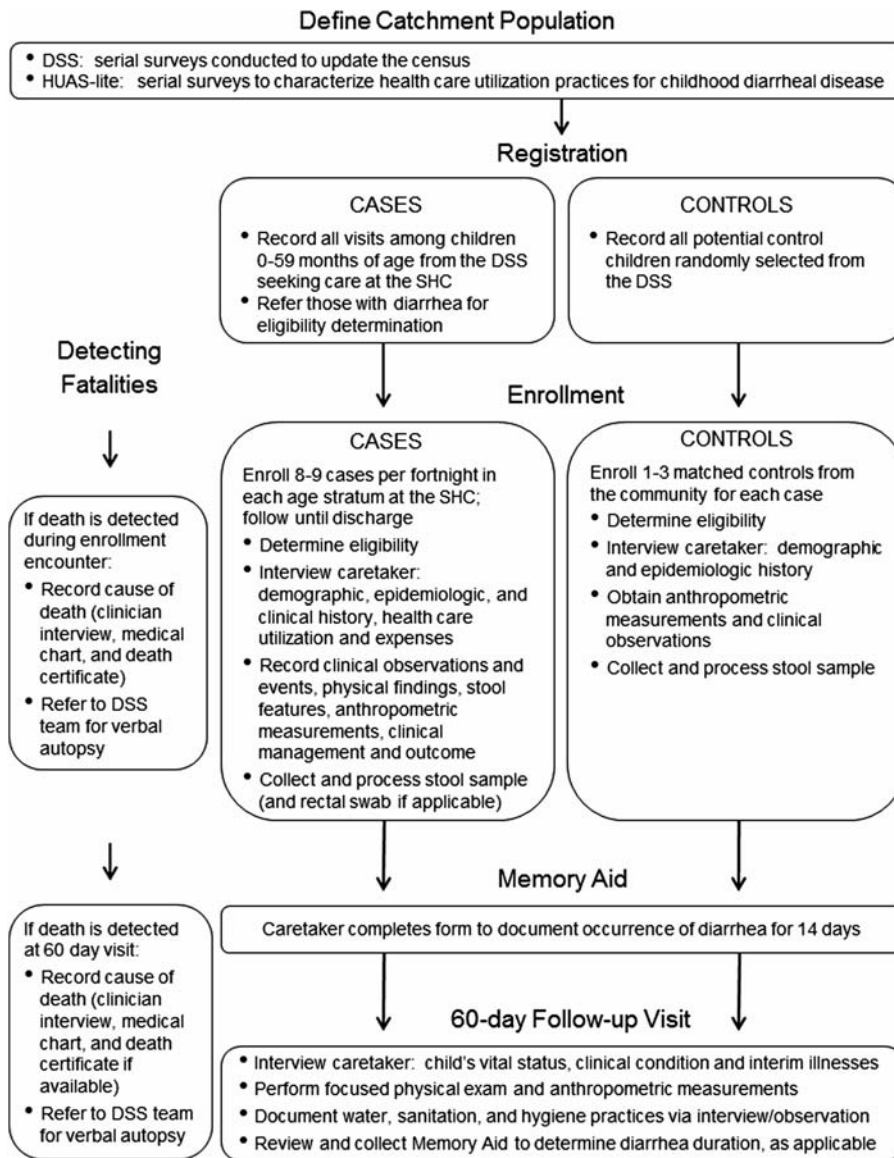 Define Catchment Population
• DSS: serial surveys conducted to update the census
• HUAS-lite: serial surveys to characterize health care utilization practices for childhood diarrheal disease
Registration
CASES
• Record all visits among children
0-59 months of age from the DSS
seeking care at the SHC
• Refer those with diarrhea for
eligibility determination
CONTROLS
• Record all potential control
children randomly selected from
the DSS
Detecting
Fatalities
Enrollment
CASES
Enroll 8-9 cases per fortnight in
each age stratum at the SHC;
follow until discharge
• Determine eligibility
• Interview caretaker:
demographic, epidemiologic, and
clinical history, health care
utilization and expenses
• Record clinical observations and
events, physical findings, stool
features, anthropometric
measurements, clinical
management and outcome
• Collect and process stool sample
(and rectal swab if applicable)
CONTROLS
Enroll 1-3 matched controls from
the community for each case
• Determine eligibility
• Interview caretaker: demographic
and epidemiologic history
• Obtain anthropometric
measurements and clinical
observations
• Collect and process stool sample
If death is detected
during enrollment
encounter:
• Record cause of
death (clinician
interview, medical
chart, and death
certificate)
• Refer to DSS
team for verbal
autopsy
Memory Aid
Caretaker completes form to document occurrence of diarrhea for 14 days
If death is detected
at 60 day visit:
• Record cause of
death (clinician
interview, medical
chart, and death
certificate if
available)
• Refer to DSS team
for verbal autopsy
60-day Follow-up Visit
• Interview caretaker: child's vital status, clinical condition and interim illnesses
• Perform focused physical exam and anthropometric measurements
• Document water, sanitation, and hygiene practices via interview/observation
• Review and collect Memory Aid to determine diarrhea duration, as applicable